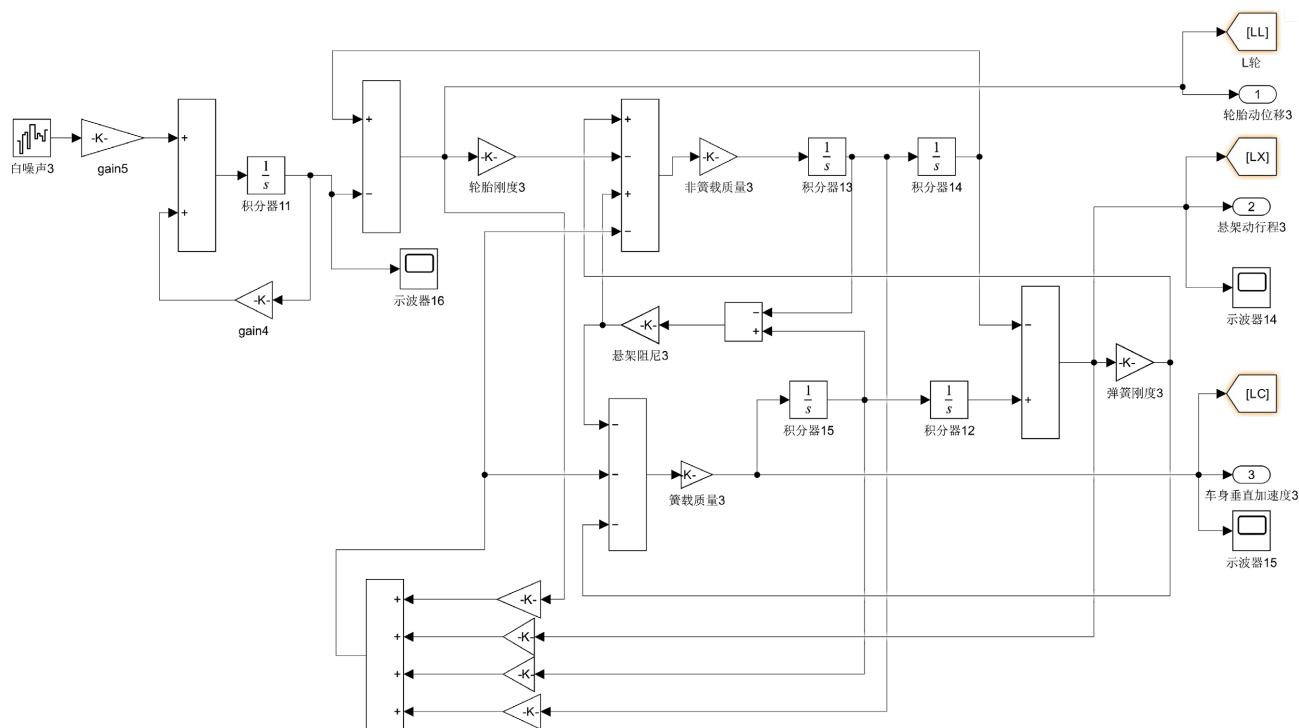 [LL]
L轮
1
轮胎动位移3
+
-K-
+
+
-K-
1
s
-K-
1
s
1
s
[LX]
白噪声3
gain5
轮胎刚度3
−
非簧载质量3
积分器13
积分器14
−
+
积分器11
+
−
2
悬架动行程3
示波器16
-K-
gain4
−
+
-K-
悬架阻尼3
−
示波器14
-K-
弹簧刚度3
1
s
1
s
+
[LC]
积分器15
积分器12
−
−
K-
簧载质量3
3
车身垂直加速度3
−
示波器15
+
-K-
+
-K-
+
-K-
+
-K-